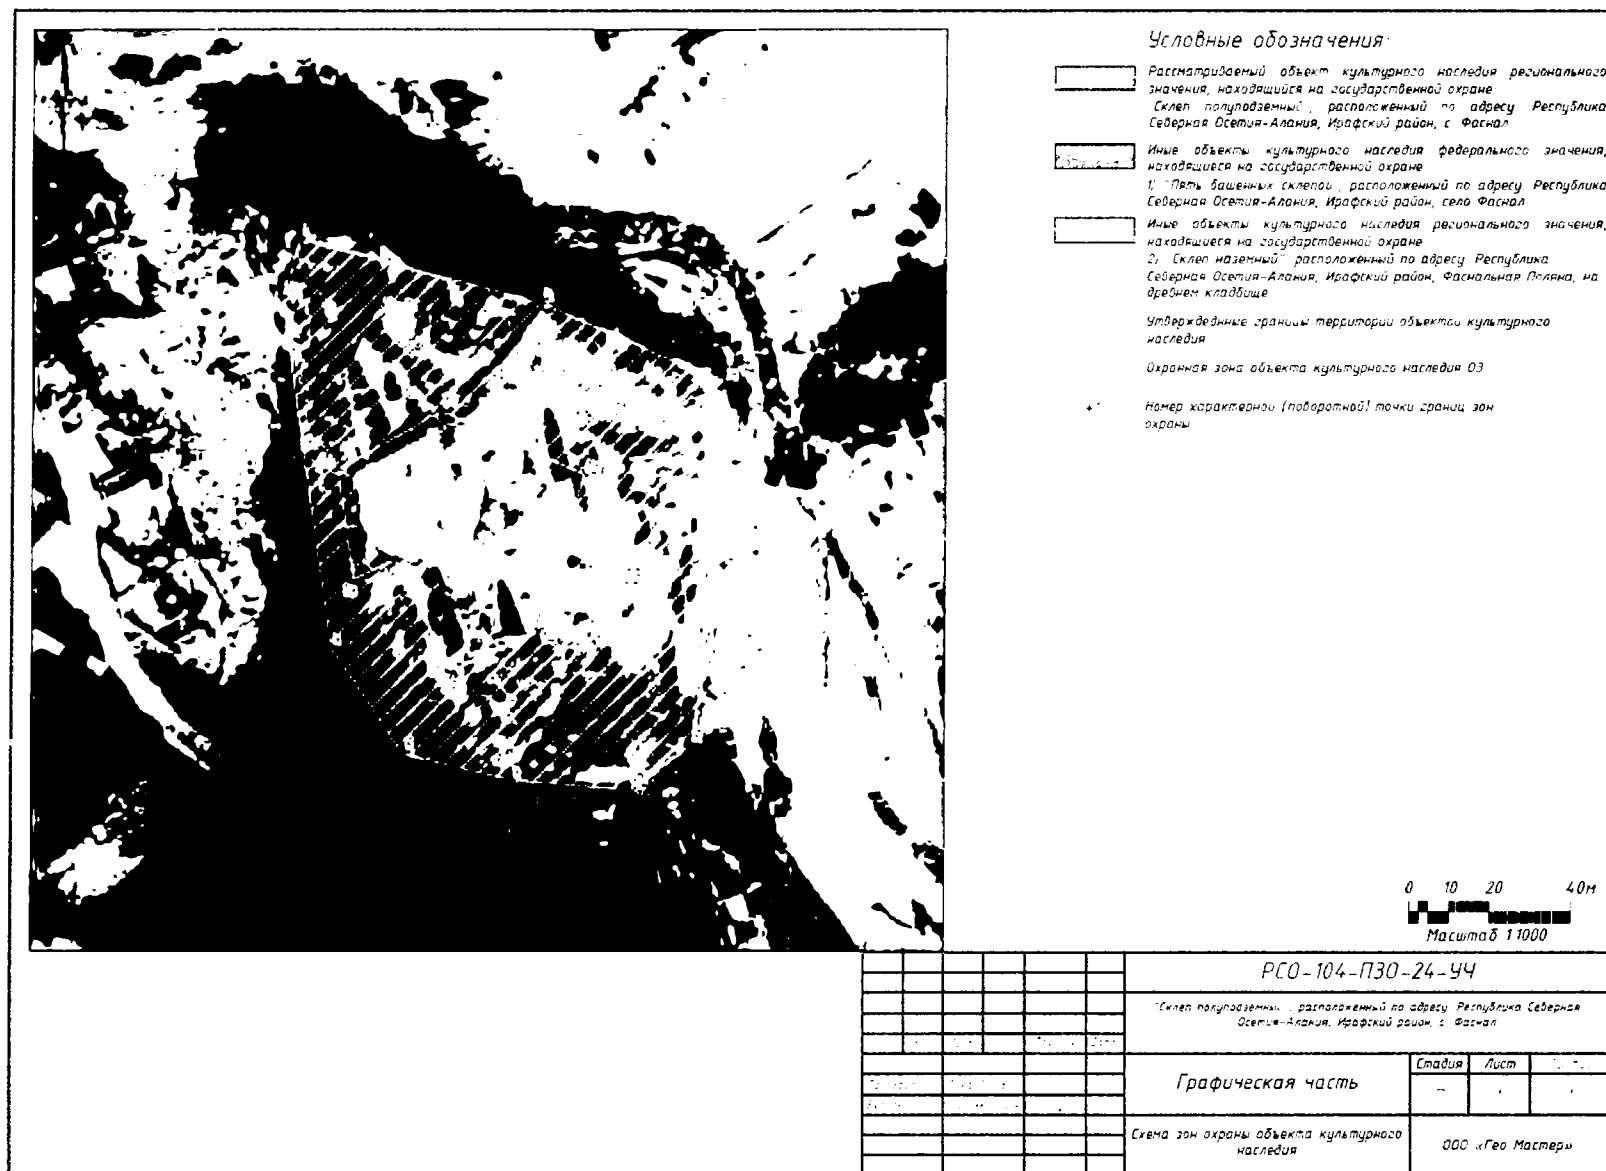 Условные обозначения
Рассматриваемый объект культурного наследия регионального
значения, находящийся на государственной охране
Склеп полуподземный, расположенный по адресу Республика
Северная Осетия-Алания, Ирафский район, с Фаснал
Иные объекты культурного наследия федерального значения,
находящиеся на государственной охране
1) "Пять башенных склепов, расположенный по адресу Республика
Северная Осетия-Алания, Ирафский район, село Фаснал
Иные объекты культурного наследия регионального значения,
находящиеся на государственной охране
2) Склеп наземный" расположенный по адресу Республика
Северная Осетия-Алания, Ирафский район, Фаснальная Поляна, на
древнем кладбище
Утвержденные границы территории объектов культурного
наследия
Охранная зона объекта культурного наследия ОЗ
Номер характерной (поворотной) точки границ зон
охраны
0 10 20 40м
Масштаб 1 1000
РСО-104-ПЗО-24-УЧ
"Склеп полуподземный, расположенный по адресу Республика Северная
Осетия-Алания, Ирафский район, с Фаснал
Графическая часть
Стадия Лист
Схема зон охраны объекта культурного
наследия
ООО «Гео Мастер»